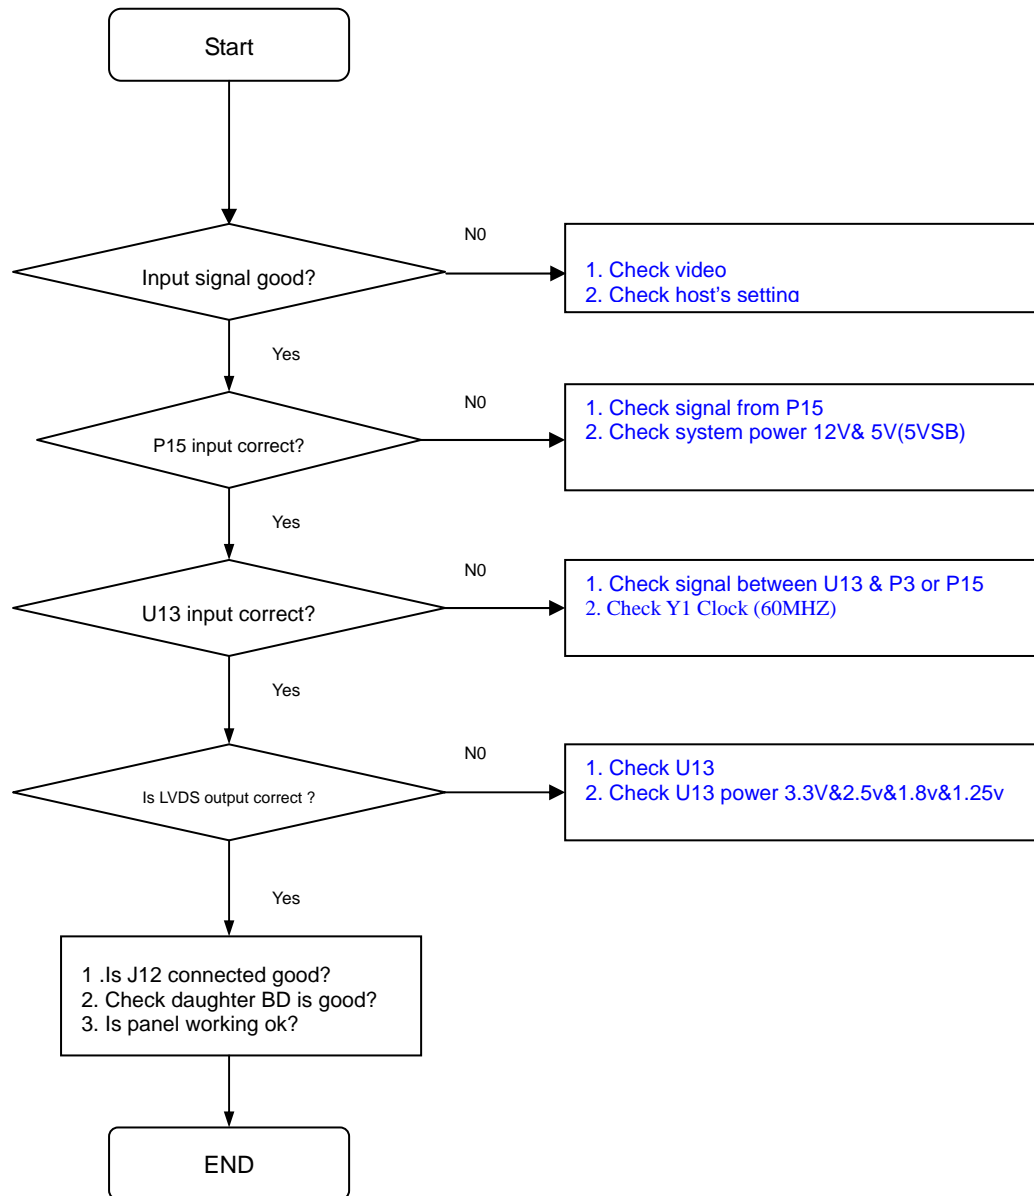 Start
N0
Input signal good?
1. Check video
2. Check host's setting
Yes
N0
P15 input correct?
1. Check signal from P15
2. Check system power 12V& 5V(5VSB)
Yes
N0
U13 input correct?
1. Check signal between U13 & P3 or P15
2. Check Y1 Clock (60MHZ)
Yes
N0
Is LVDS output correct ?
1. Check U13
2. Check U13 power 3.3V&2.5v&1.8v&1.25v
Yes
1 .Is J12 connected good?
2. Check daughter BD is good?
3. Is panel working ok?
END